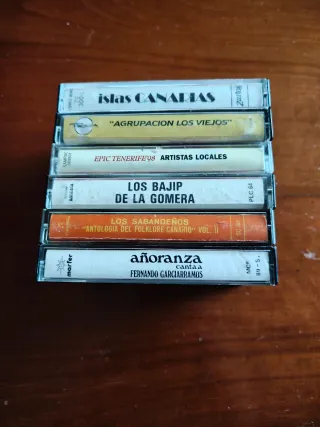 islas CANARIAS
"AGRUPACION LOS VIEJOS"
EPIC TENERIFE'98 ARTISTAS LOCALES
LOS BAJIP
DE LA GOMERA
LOS SABANDEÑOS
"ANTOLOGIA DEL FOLKLORE CANARIO" VOL. II
añoranza
canta a
FERNANDO GARCIARRAMOS